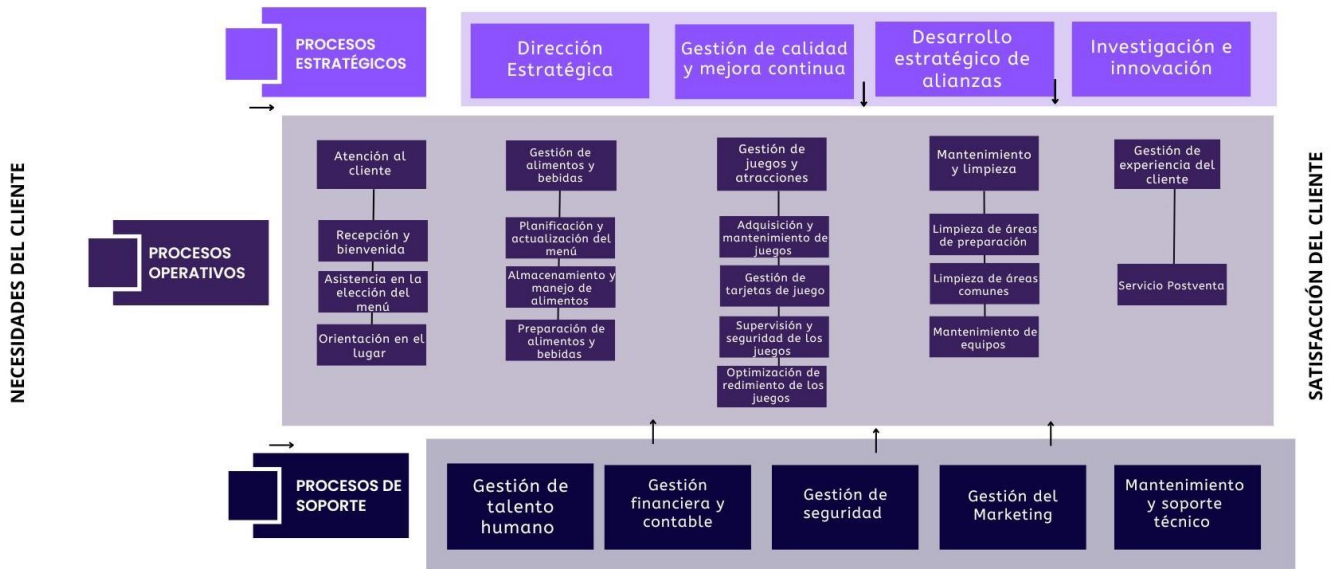 PROCESOS
ESTRATÉGICOS
Dirección
Estratégica
Gestión de calidad
y mejora continua
Desarrollo
estratégico de
alianzas
Investigación e
innovación
NECESIDADES DEL CLIENTE
PROCESOS
OPERATIVOS
Atención al
cliente
Recepción y
bienvenida
Asistencia en la
elección del
menú
Orientación en el
lugar
Gestión de
alimentos y
bebidas
Planificación y
actualización del
menú
Almacenamiento y
manejo de
alimentos
Preparación de
alimentos y
bebidas
Gestión de
juegos y
atracciones
Adquisición y
mantenimiento de
juegos
Gestión de
tarjetas de juego
Supervisión y
seguridad de los
juegos
Optimización de
redimiento de los
juegos
Mantenimiento
y limpieza
Limpieza de áreas
de preparación
Limpieza de áreas
comunes
Mantenimiento de
equipos
Gestión de
experiencia del
cliente
Servicio Postventa
SATISFACCIÓN DEL CLIENTE
PROCESOS DE
SOPORTE
Gestión de
talento
humano
Gestión
financiera y
contable
Gestión de
seguridad
Gestión del
Marketing
Mantenimiento
y soporte
técnico